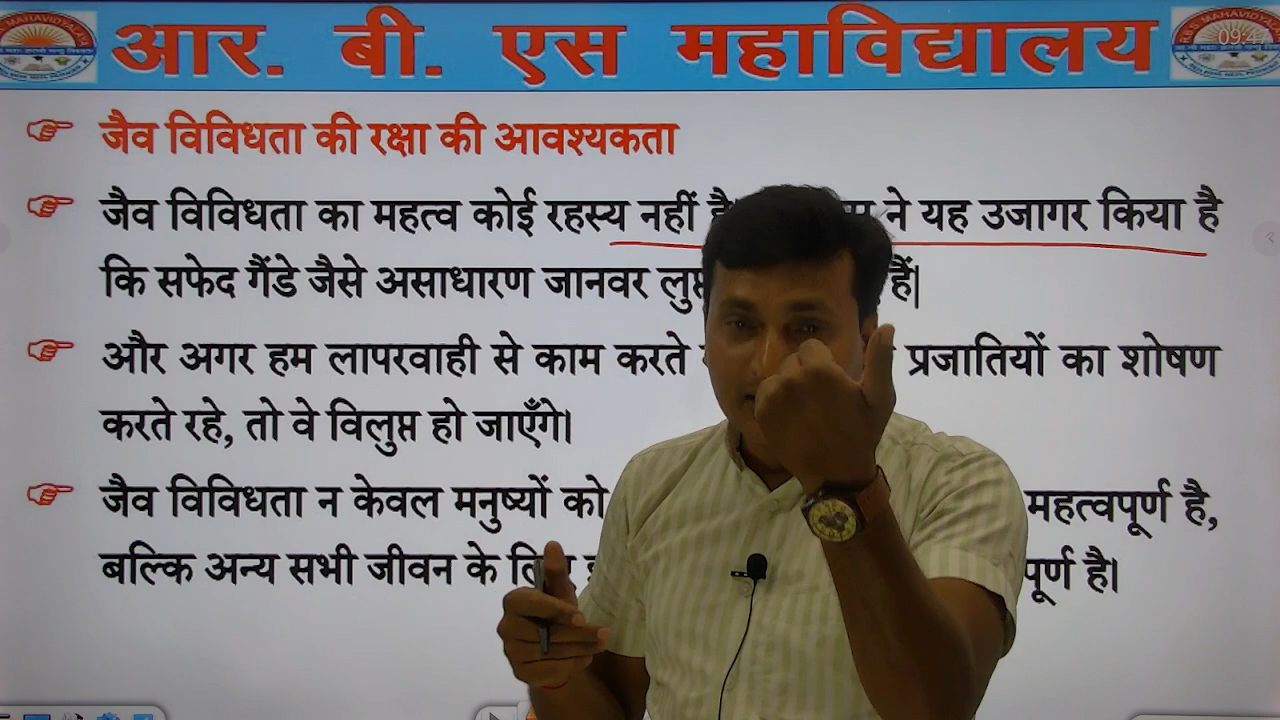 आर. बी. एस महाविद्यालय
जैव विविधता की रक्षा की आवश्यकता
जैव विविधता का महत्व कोई रहस्य नहीं ने यह उजागर किया है
कि सफेद गैंडे जैसे असाधारण जानवर हैं|
और अगर हम लापरवाही से काम करते प्रजातियों का शोषण
करते रहे, तो वे विलुप्त हो जाएँगे।
जैव विविधता न केवल मनुष्यों को महत्वपूर्ण है,
बल्कि अन्य सभी जीवन के है।